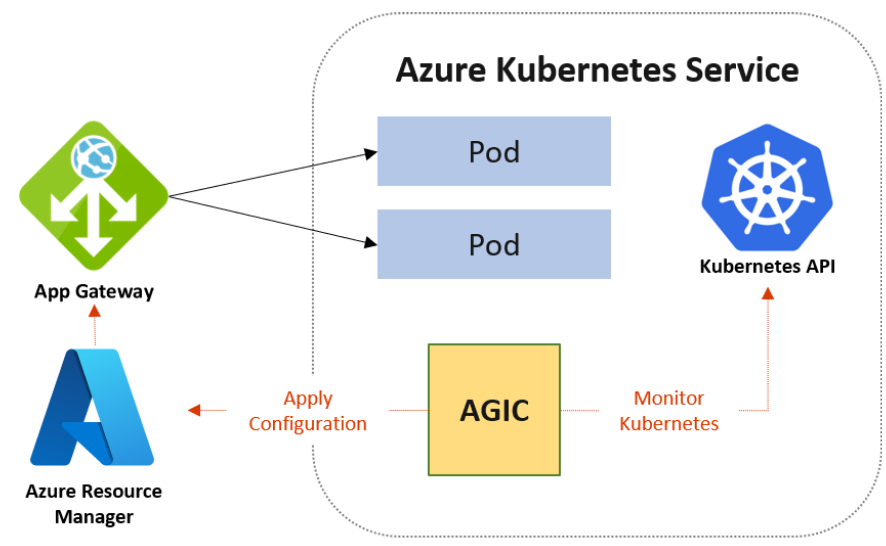 Azure Kubernetes Service
Pod
Pod
App Gateway
Kubernetes API
Apply
Configuration
AGIC
Monitor
Kubernetes
Azure Resource
Manager